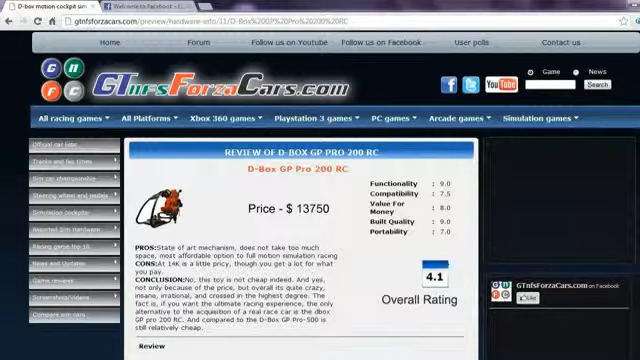 D-box motion cockpit sim
Welcome to Facebook -
gtnfsforzacars.com/preview/hardware-info/11/D-Box%20GP%20Pro%20200%20RC
Home
Forum
Follow us on Youtube
Follow us on Facebook
User polls
Contact us
G N
F C
GTnfsForzaCars.com
f
You Tube
Game
News
Search
All racing games
All Platforms
Xbox 360 games
Playstation 3 games
PC games
Arcade games
Simulation games
Official car lists
Tracks and lap times
Sim car championship
Steering wheel and pedals
Simulation cockpits
Reported Sim Hardware
Racing game top 10
News and Updates
Game reviews
Screenshots/Videos
Compare sim cars
REVIEW OF D-BOX GP PRO 200 RC
D-Box GP Pro 200 RC
Price - $ 13750
Functionality : 9.0
Compatibility : 7.5
Value For Money : 8.0
Built Quality : 9.0
Portability : 7.0
PROS:State of art mechanism, does not take too much
space, most affordable option to full motion simulation racing
CONS:At 14K is a little pricy, though you get a lot for what
you pay.
CONCLUSION:No, this toy is not cheap indeed. And yes,
not only because of the price, but overall its quite crazy,
insane, irrational, and crossed in the highest degree. The
fact is, if you want the ultimate racing experience, the only
alternative to the acquisition of a real race car is the dbox
GP pro 200 RC. And compared to the D-Box GP Pro-500 is
still relatively cheap.
4.1
Overall Rating
Review
GTnfsForzaCars.com on Facebook
Like